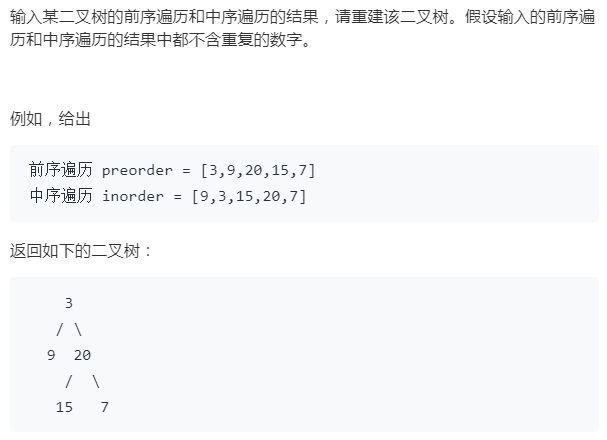 输入某二叉树的前序遍历和中序遍历的结果，请重建该二叉树。假设输入的前序遍
历和中序遍历的结果中都不含重复的数字。
例如，给出
前序遍历 preorder = [3,9,20,15,7]
中序遍历 inorder = [9,3,15,20,7]
返回如下的二叉树：
3
/ \
9 20
/ \
15 7